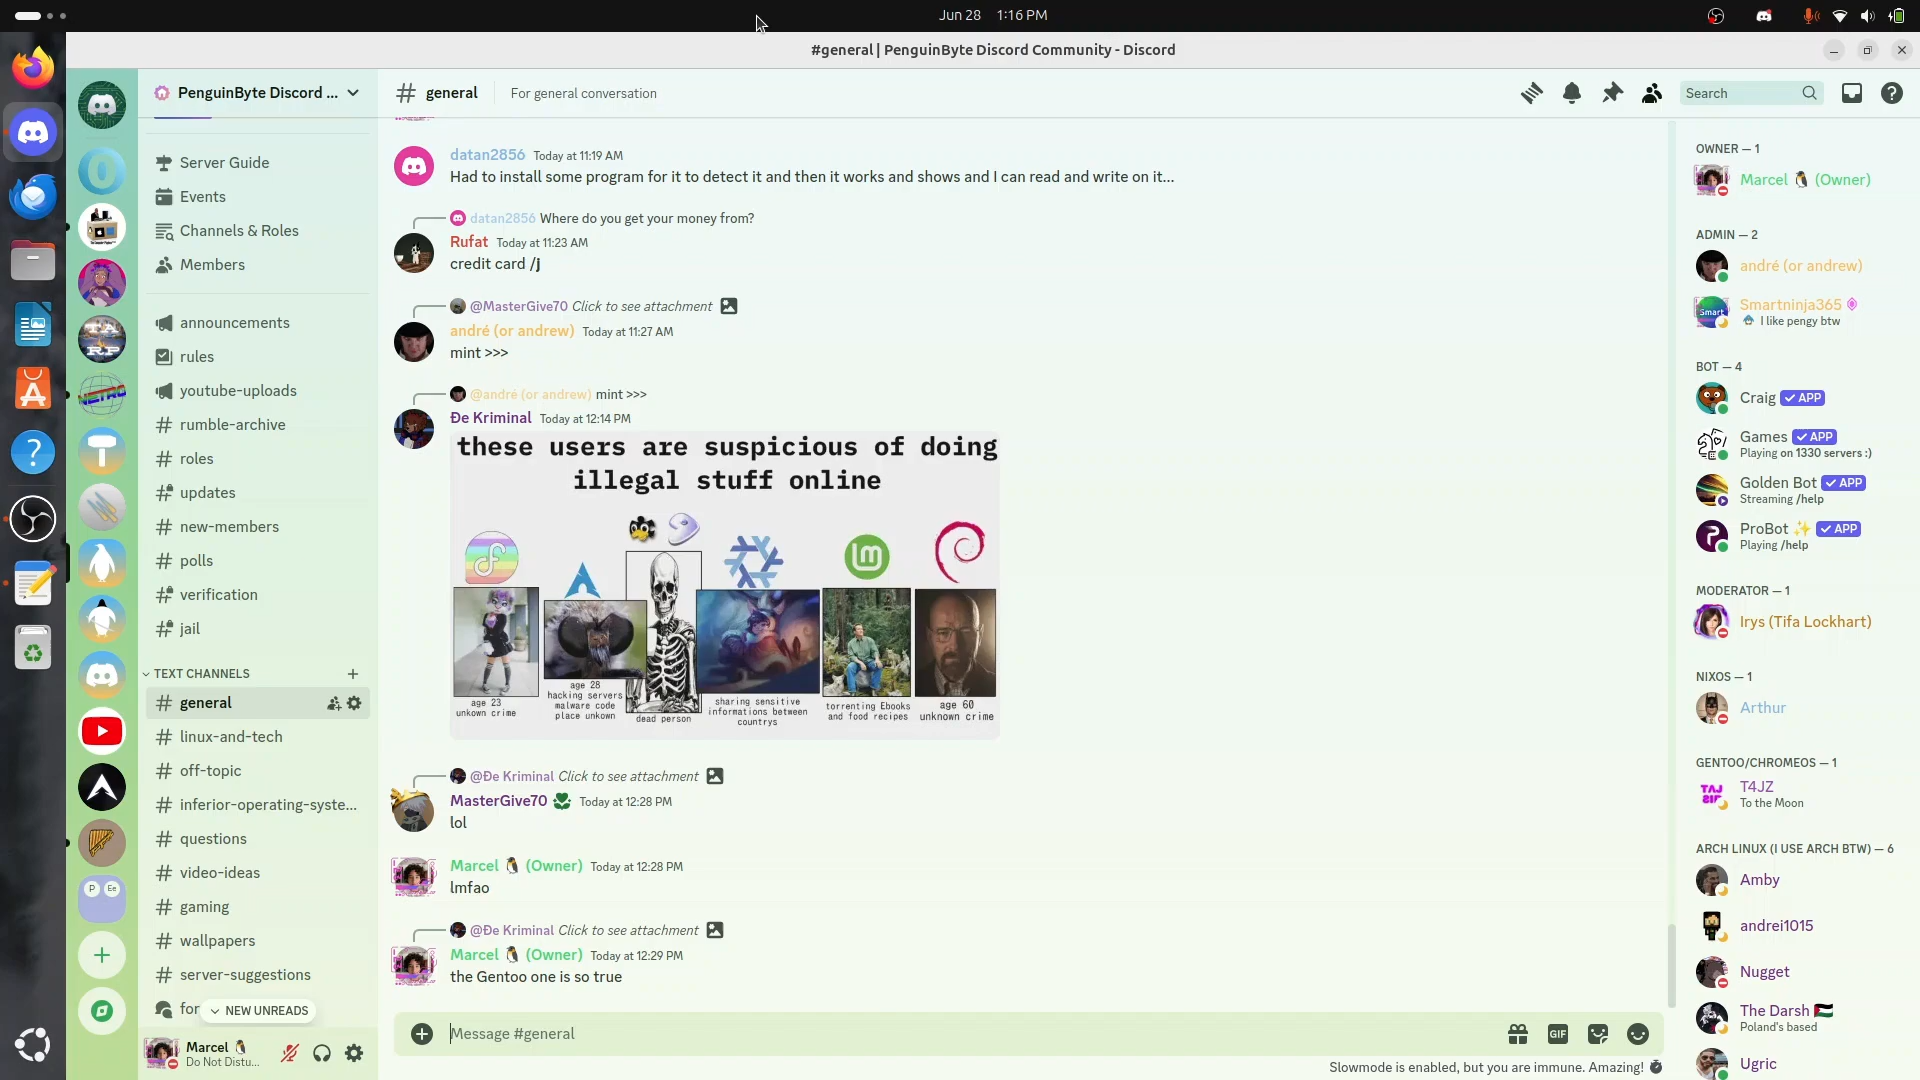 Jun 28 1:16 PM
#general | PenguinByte Discord Community - Discord
PenguinByte Discord ...
Server Guide
Events
Channels & Roles
Members
announcements
rules
youtube-uploads
rumble-archive
roles
updates
new-members
polls
verification
jail
TEXT CHANNELS
general
linux-and-tech
off-topic
inferior-operating-syste...
questions
video-ideas
gaming
wallpapers
server-suggestions
for
NEW UNREADS
Marcel 🐧
Do Not Distu...
RP
P Ee
# general For general conversation
Search
datan2856 Today at 11:19 AM
Had to install some program for it to detect it and then it works and shows and I can read and write on it...
datan2856 Where do you get your money from?
Rufat Today at 11:23 AM
credit card /j
@MasterGive70 Click to see attachment
andré (or andrew) Today at 11:27 AM
mint >>>
@andré (or andrew) mint >>>
Đe Kriminal Today at 12:14 PM
these users are suspicious of doing
illegal stuff online
age 23
unkown crime
age 28
hacking servers
malware code
place unkown
dead person
sharing sensitive
informations between
countrys
torrenting Ebooks
and food recipes
age 60
unknown crime
@Đe Kriminal Click to see attachment
MasterGive70 Today at 12:28 PM
lol
Marcel 🐧 (Owner) Today at 12:28 PM
lmfao
@Đe Kriminal Click to see attachment
Marcel 🐧 (Owner) Today at 12:29 PM
the Gentoo one is so true
Message #general
GIF
Slowmode is enabled, but you are immune. Amazing!
OWNER — 1
Marcel 🐧 (Owner)
ADMIN — 2
andré (or andrew)
Smart
Smartninja365
I like pengy btw
BOT — 4
Craig ✓ APP
Games ✓ APP
Playing on 1330 servers :)
Golden Bot ✓ APP
Streaming /help
ProBot ✨ ✓ APP
Playing /help
MODERATOR — 1
Irys (Tifa Lockhart)
NIXOS — 1
Arthur
GENTOO/CHROMEOS — 1
T4JZ
To the Moon
ARCH LINUX (I USE ARCH BTW) — 6
Amby
andrei1015
Nugget
The Darsh 🇵🇸
Poland's based
Ugric